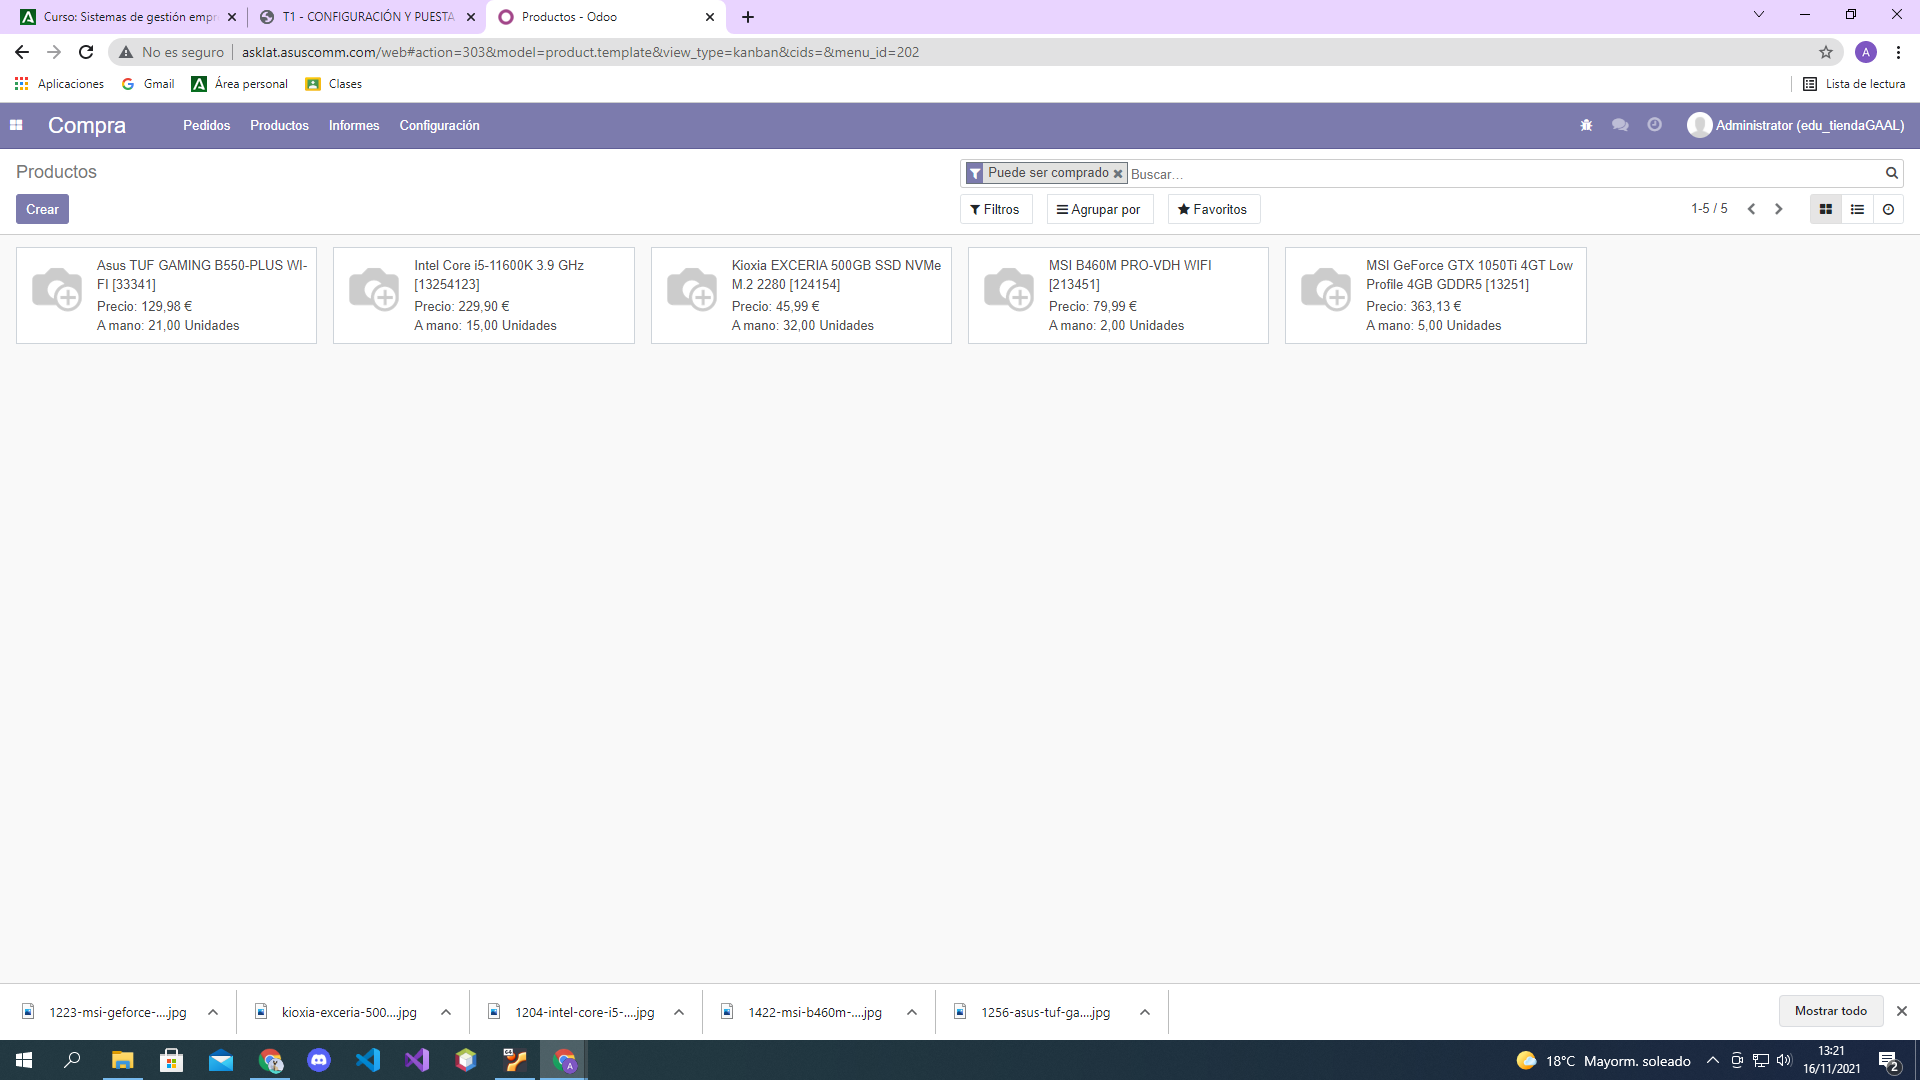 Curso: Sistemas de gestión empr
T1 - CONFIGURACIÓN Y PUESTA
Productos - Odoo
No es seguro
asklat.asuscomm.com/web#action=303&model=product.template&view_type=kanban&cids=&menu_id=202
A
Aplicaciones
Gmail
Área personal
Clases
Lista de lectura
Compra
Pedidos
Productos
Informes
Configuración
Administrator (edu_tiendaGAAL)
Productos
Puede ser comprado
Buscar...
Crear
Filtros
Agrupar por
Favoritos
1-5 / 5
Asus TUF GAMING B550-PLUS WI-
FI [33341]
Precio: 129,98 €
A mano: 21,00 Unidades
Intel Core i5-11600K 3.9 GHz
[13254123]
Precio: 229,90 €
A mano: 15,00 Unidades
Kioxia EXCERIA 500GB SSD NVMe
M.2 2280 [124154]
Precio: 45,99 €
A mano: 32,00 Unidades
MSI B460M PRO-VDH WIFI
[213451]
Precio: 79,99 €
A mano: 2,00 Unidades
MSI GeForce GTX 1050Ti 4GT Low
Profile 4GB GDDR5 [13251]
Precio: 363,13 €
A mano: 5,00 Unidades
1223-msi-geforce-....jpg
kioxia-exceria-500....jpg
1204-intel-core-i5-....jpg
1422-msi-b460m-....jpg
1256-asus-tuf-ga....jpg
Mostrar todo
18°C Mayorm. soleado
13:21
16/11/2021
2